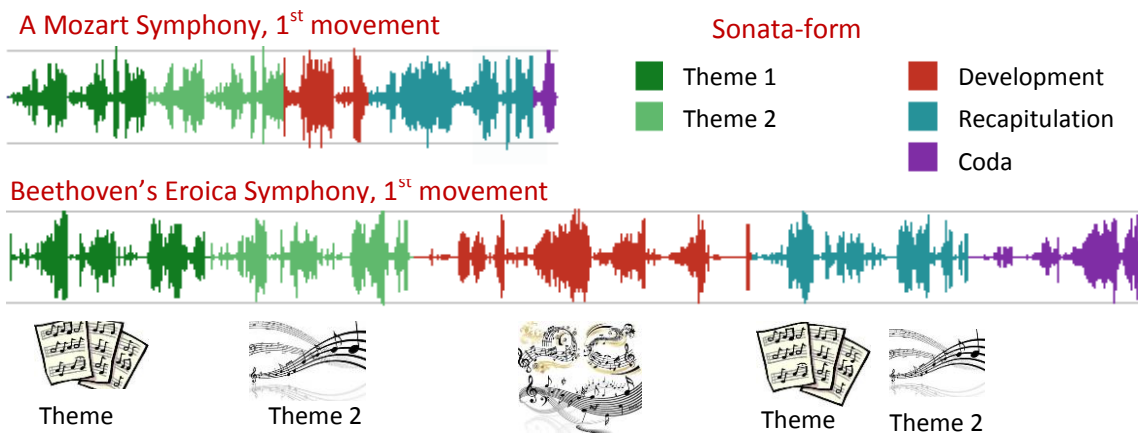 A Mozart Symphony, 1st movement
Sonata-form
Theme 1
Theme 2
Development
Recapitulation
Coda
Beethoven's Eroica Symphony, 1st movement
Theme
Theme 2
Theme
Theme 2